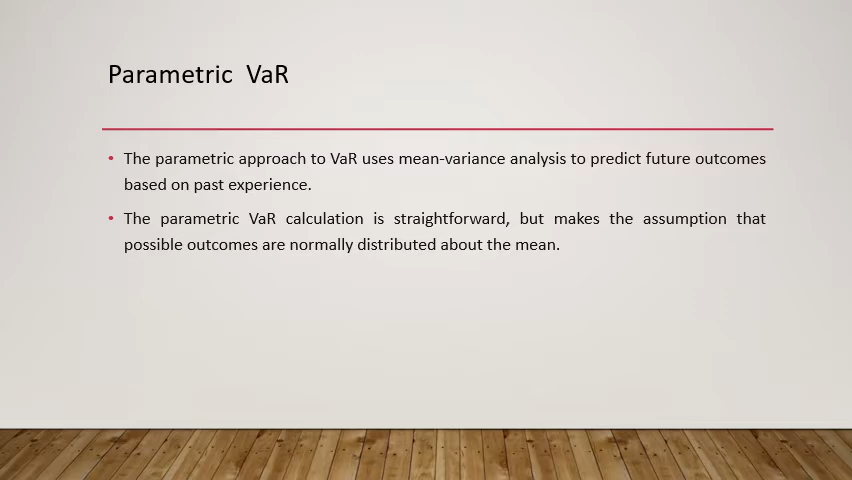 Parametric VaR
• The parametric approach to VaR uses mean-variance analysis to predict future outcomes
based on past experience.
• The parametric VaR calculation is straightforward, but makes the assumption that
possible outcomes are normally distributed about the mean.